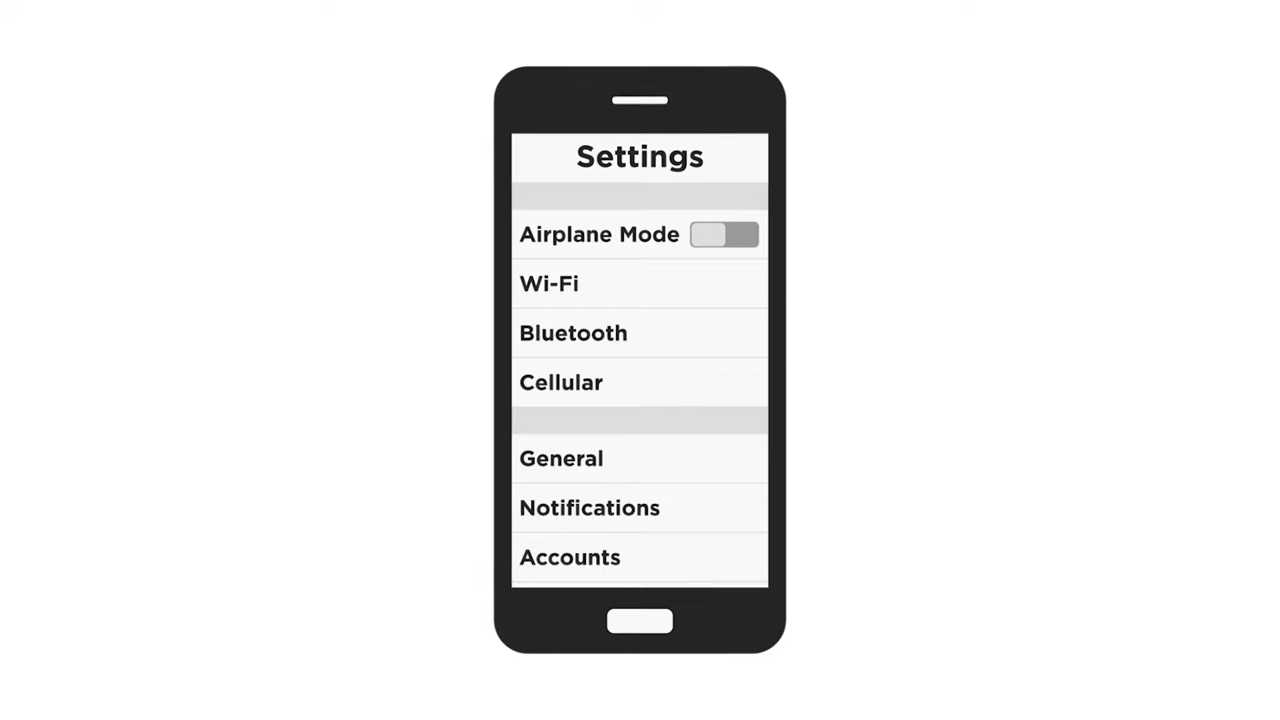 Settings
Airplane Mode
Wi-Fi
Bluetooth
Cellular
General
Notifications
Accounts